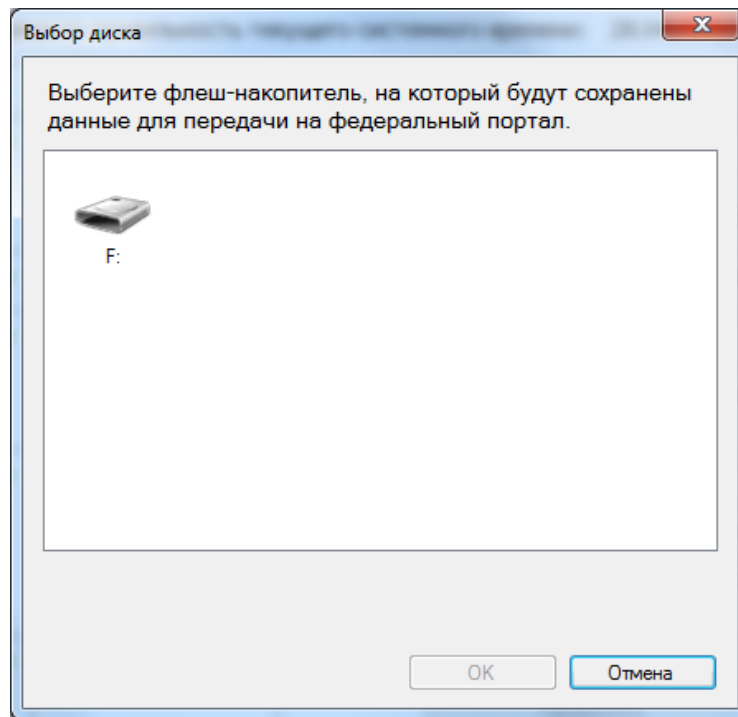 Выбор диска
Выберите флеш-накопитель, на который будут сохранены
данные для передачи на федеральный портал.
F:
OK
Отмена